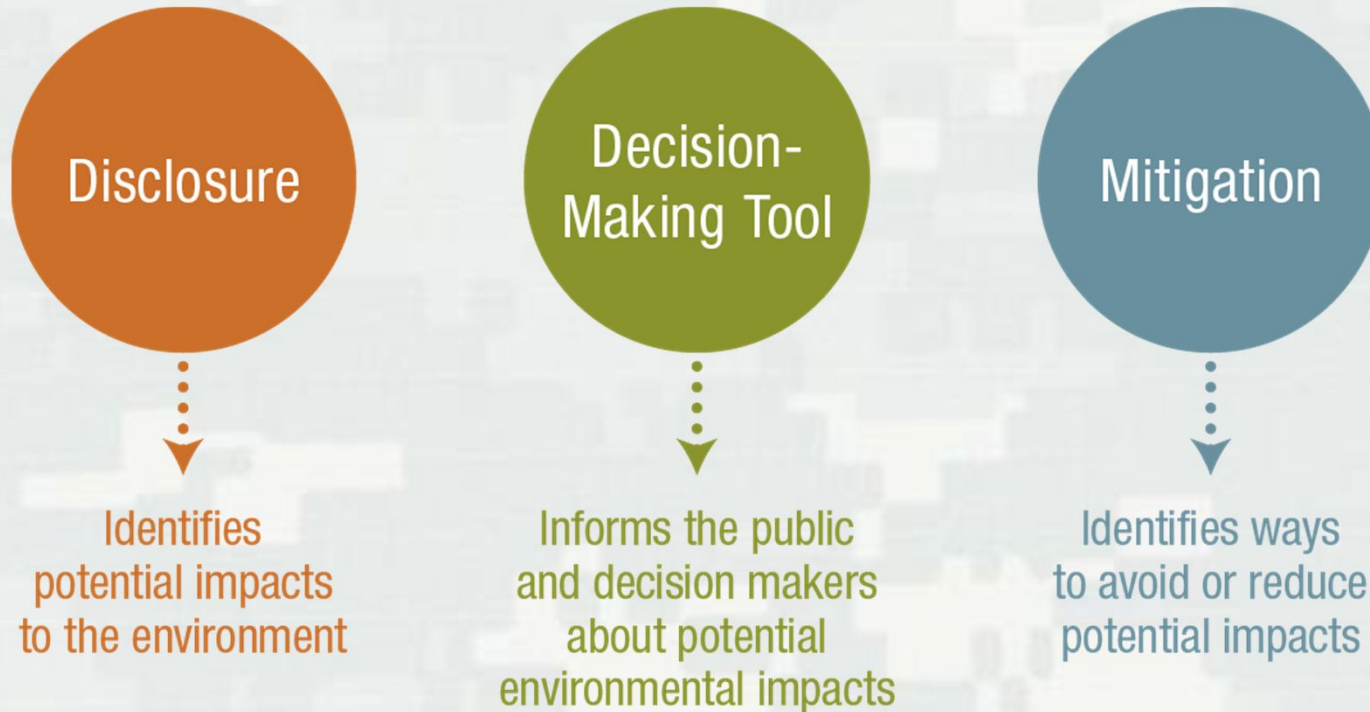 Disclosure
Identifies
potential impacts
to the environment
Decision-
Making Tool
Informs the public
and decision makers
about potential
environmental impacts
Mitigation
Identifies ways
to avoid or reduce
potential impacts